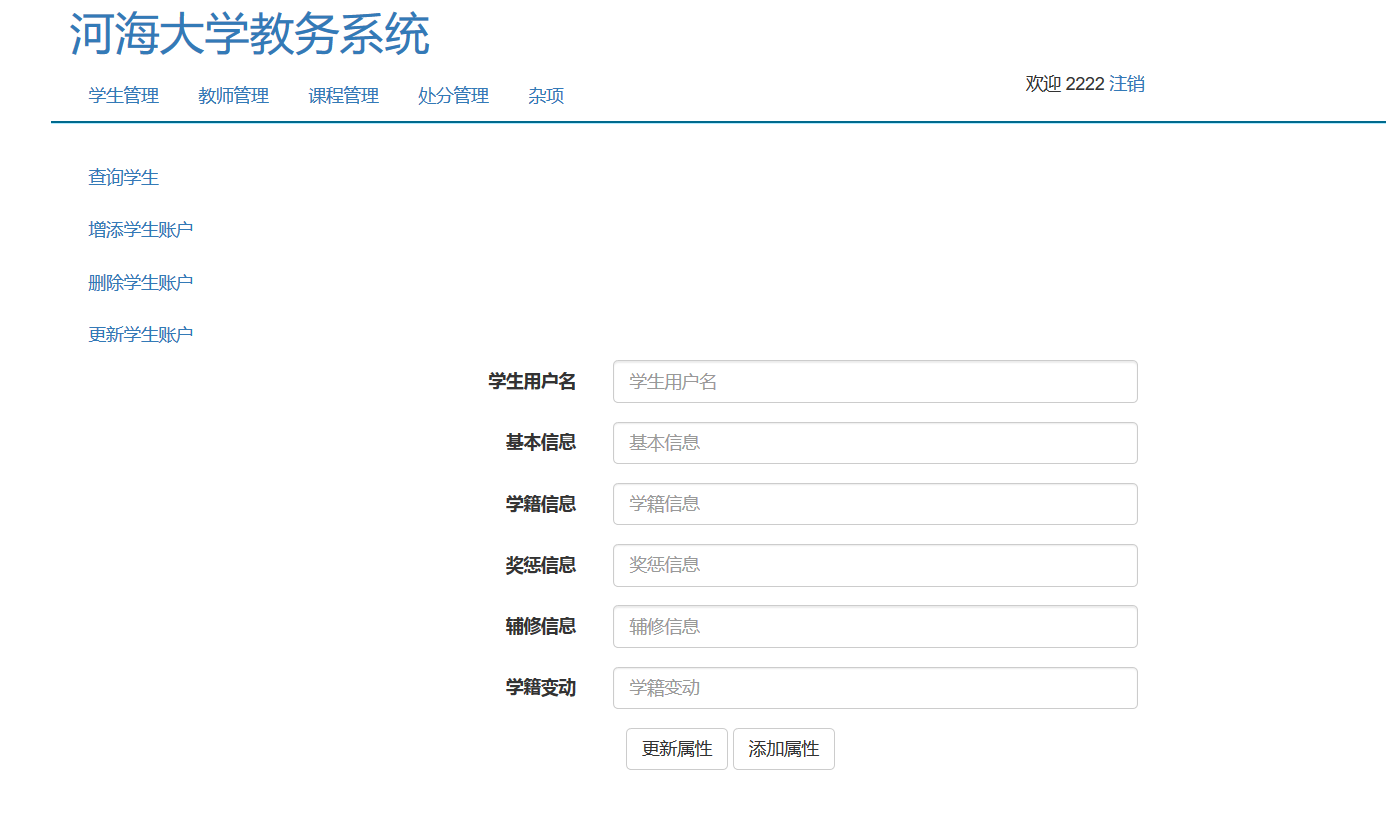 河海大学教务系统
欢迎 2222 注销
学生管理 教师管理 课程管理 处分管理 杂项
查询学生
增添学生账户
删除学生账户
更新学生账户
学生用户名 学生用户名
基本信息 基本信息
学籍信息 学籍信息
奖惩信息 奖惩信息
辅修信息 辅修信息
学籍变动 学籍变动
更新属性 添加属性